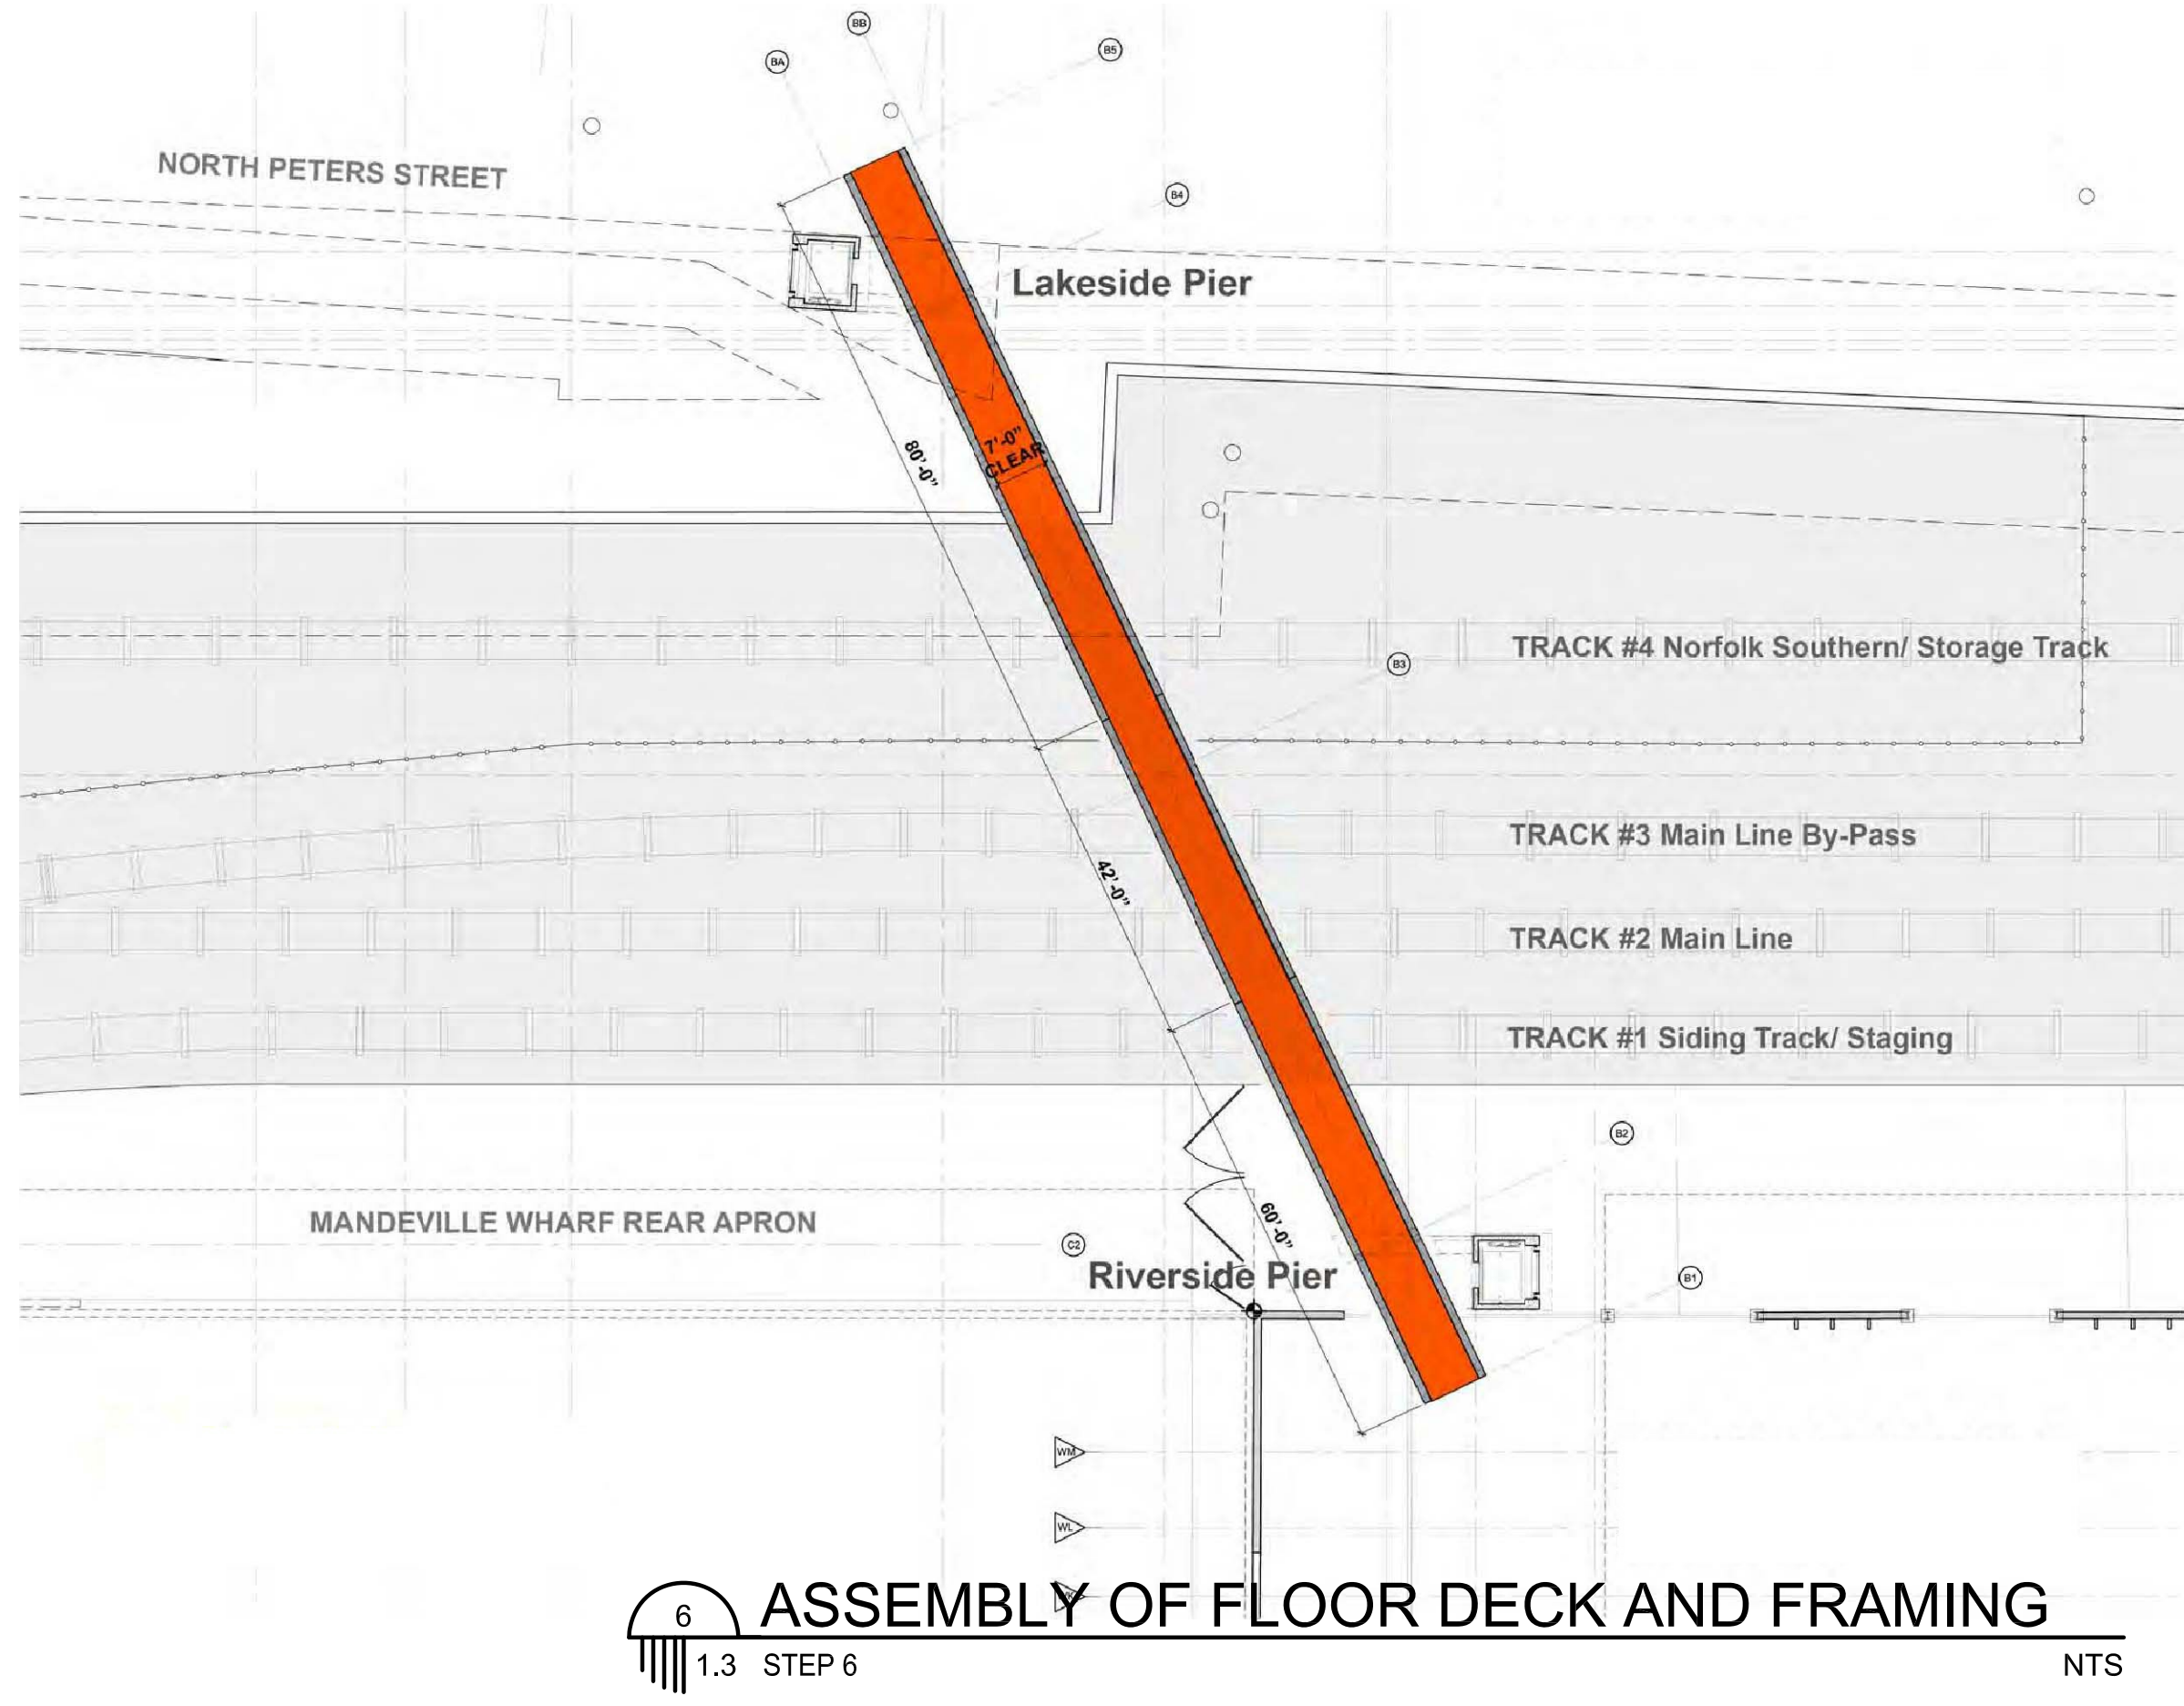 BB
BA
B5
NORTH PETERS STREET
B4
Lakeside Pier
7'-0"
CLEAR
80'-0"
TRACK #4 Norfolk Southern/ Storage Track
B3
TRACK #3 Main Line By-Pass
42'-0"
TRACK #2 Main Line
TRACK #1 Siding Track/ Staging
B2
MANDEVILLE WHARF REAR APRON
60'-0"
C2
Riverside Pier
B1
WM
WL
6 ASSEMBLY OF FLOOR DECK AND FRAMING
1.3 STEP 6 NTS